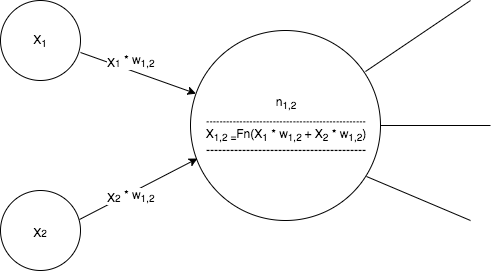 X₁
X₁ * w₁,₂
n₁,₂
X₁,₂ =Fn(X₁ * w₁,₂ + X₂ * w₁,₂)
X₂ * w₁,₂
X₂